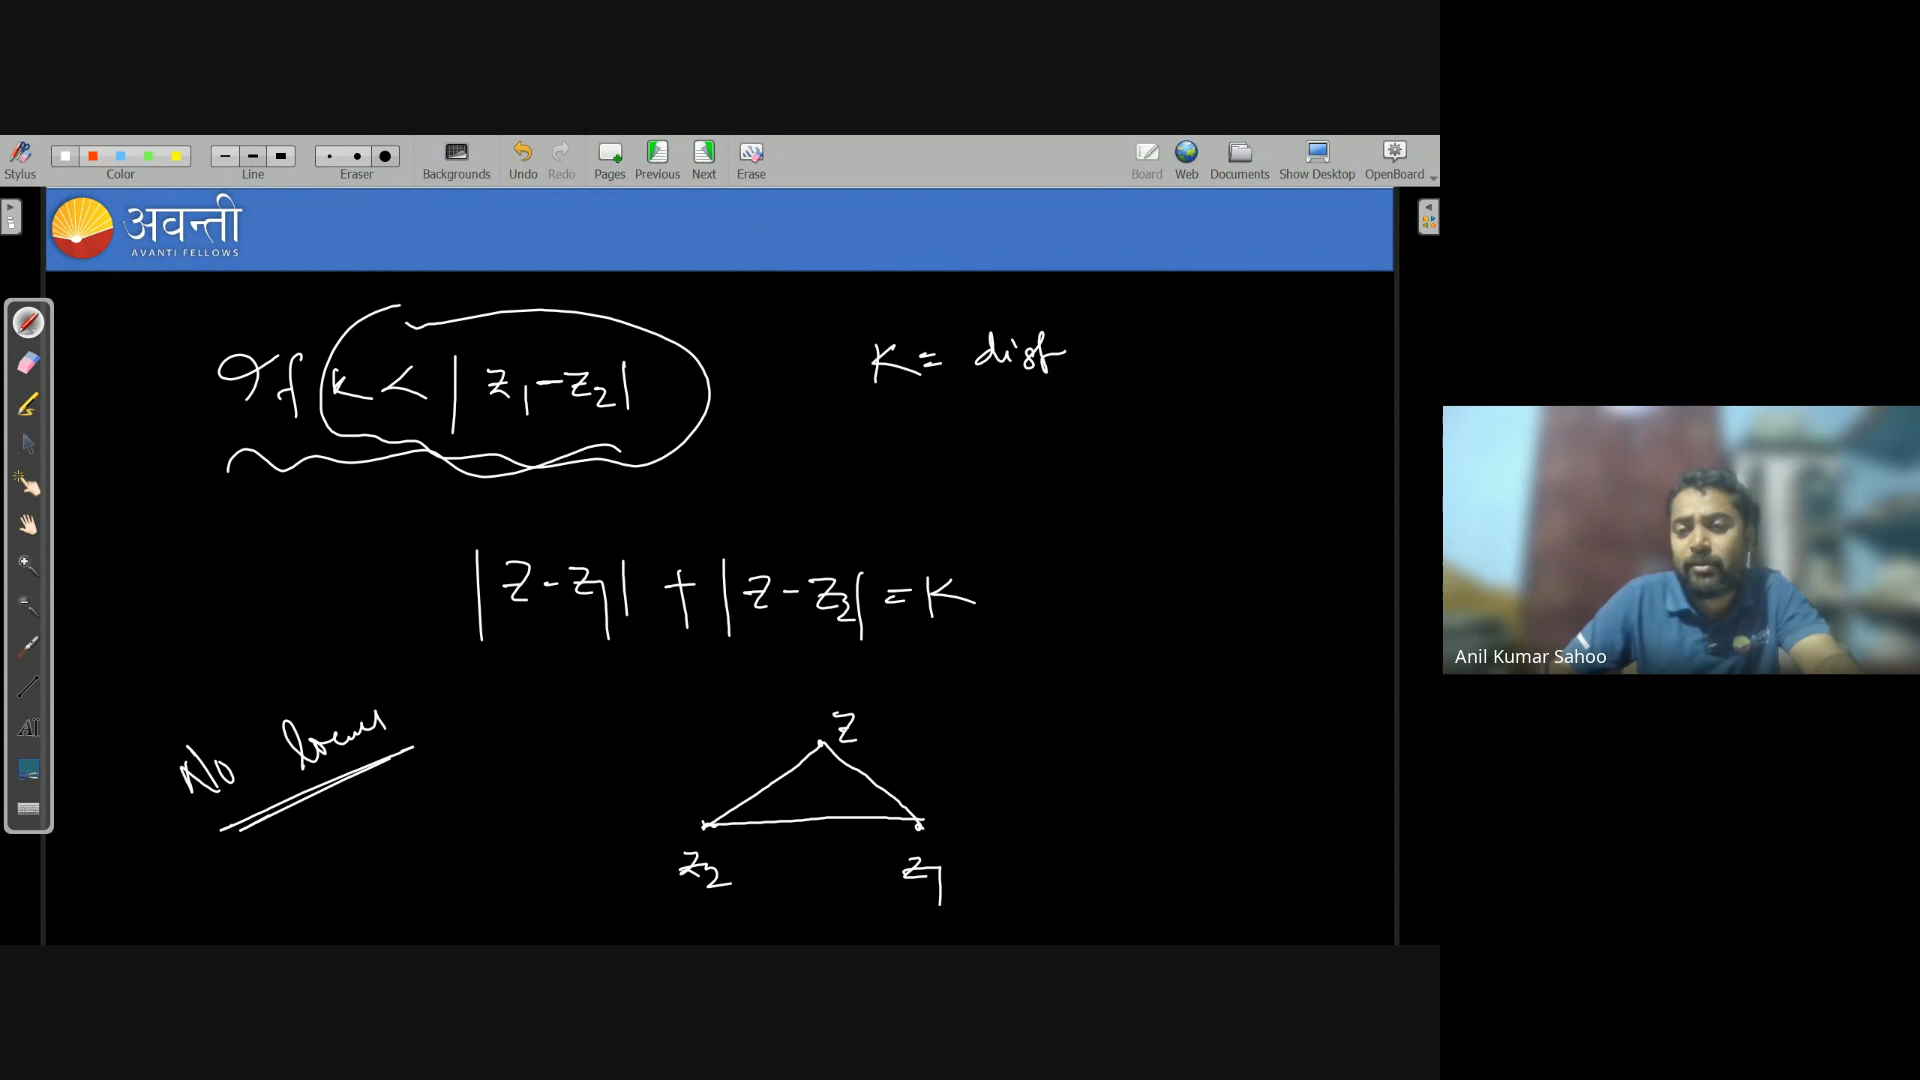 Stylus Color Line Eraser Backgrounds Undo Redo Pages Previous Next Erase Board Web Documents Show Desktop OpenBoard
अवन्ती
AVANTI FELLOWS
If k < |z₁-z₂|
K = dist
|z-z₁| + |z-z₂| = K
No locus
z
z₂ z₁
Anil Kumar Sahoo